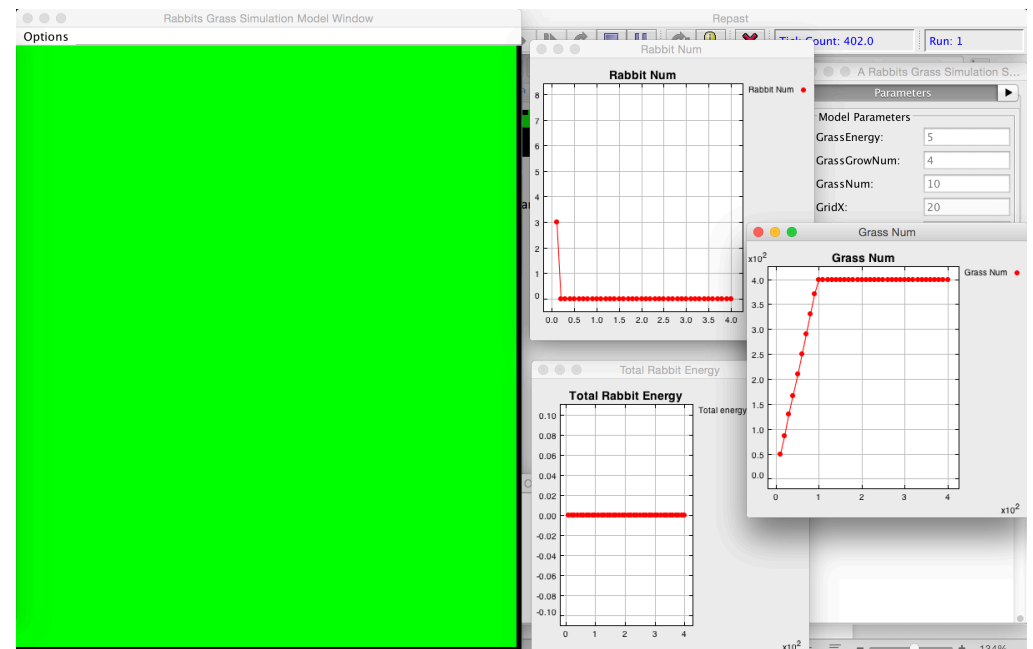 Rabbits Grass Simulation Model Window
Repast
Options
Tick Count: 402.0
Run: 1
Rabbit Num
Rabbit Num
Rabbit Num
8
7
6
5
4
3
2
1
0
0.0 0.5 1.0 1.5 2.0 2.5 3.0 3.5 4.0
A Rabbits Grass Simulation S...
Parameters
Model Parameters
GrassEnergy: 5
GrassGrowNum: 4
GrassNum: 10
GridX: 20
Grass Num
x10²
Grass Num
Grass Num
4.0
3.5
3.0
2.5
2.0
1.5
1.0
0.5
0.0
0 1 2 3 4
x10²
Total Rabbit Energy
Total Rabbit Energy
Total energy
0.10
0.08
0.06
0.04
0.02
0.00
-0.02
-0.04
-0.06
-0.08
-0.10
0 1 2 3 4
x10²
134%